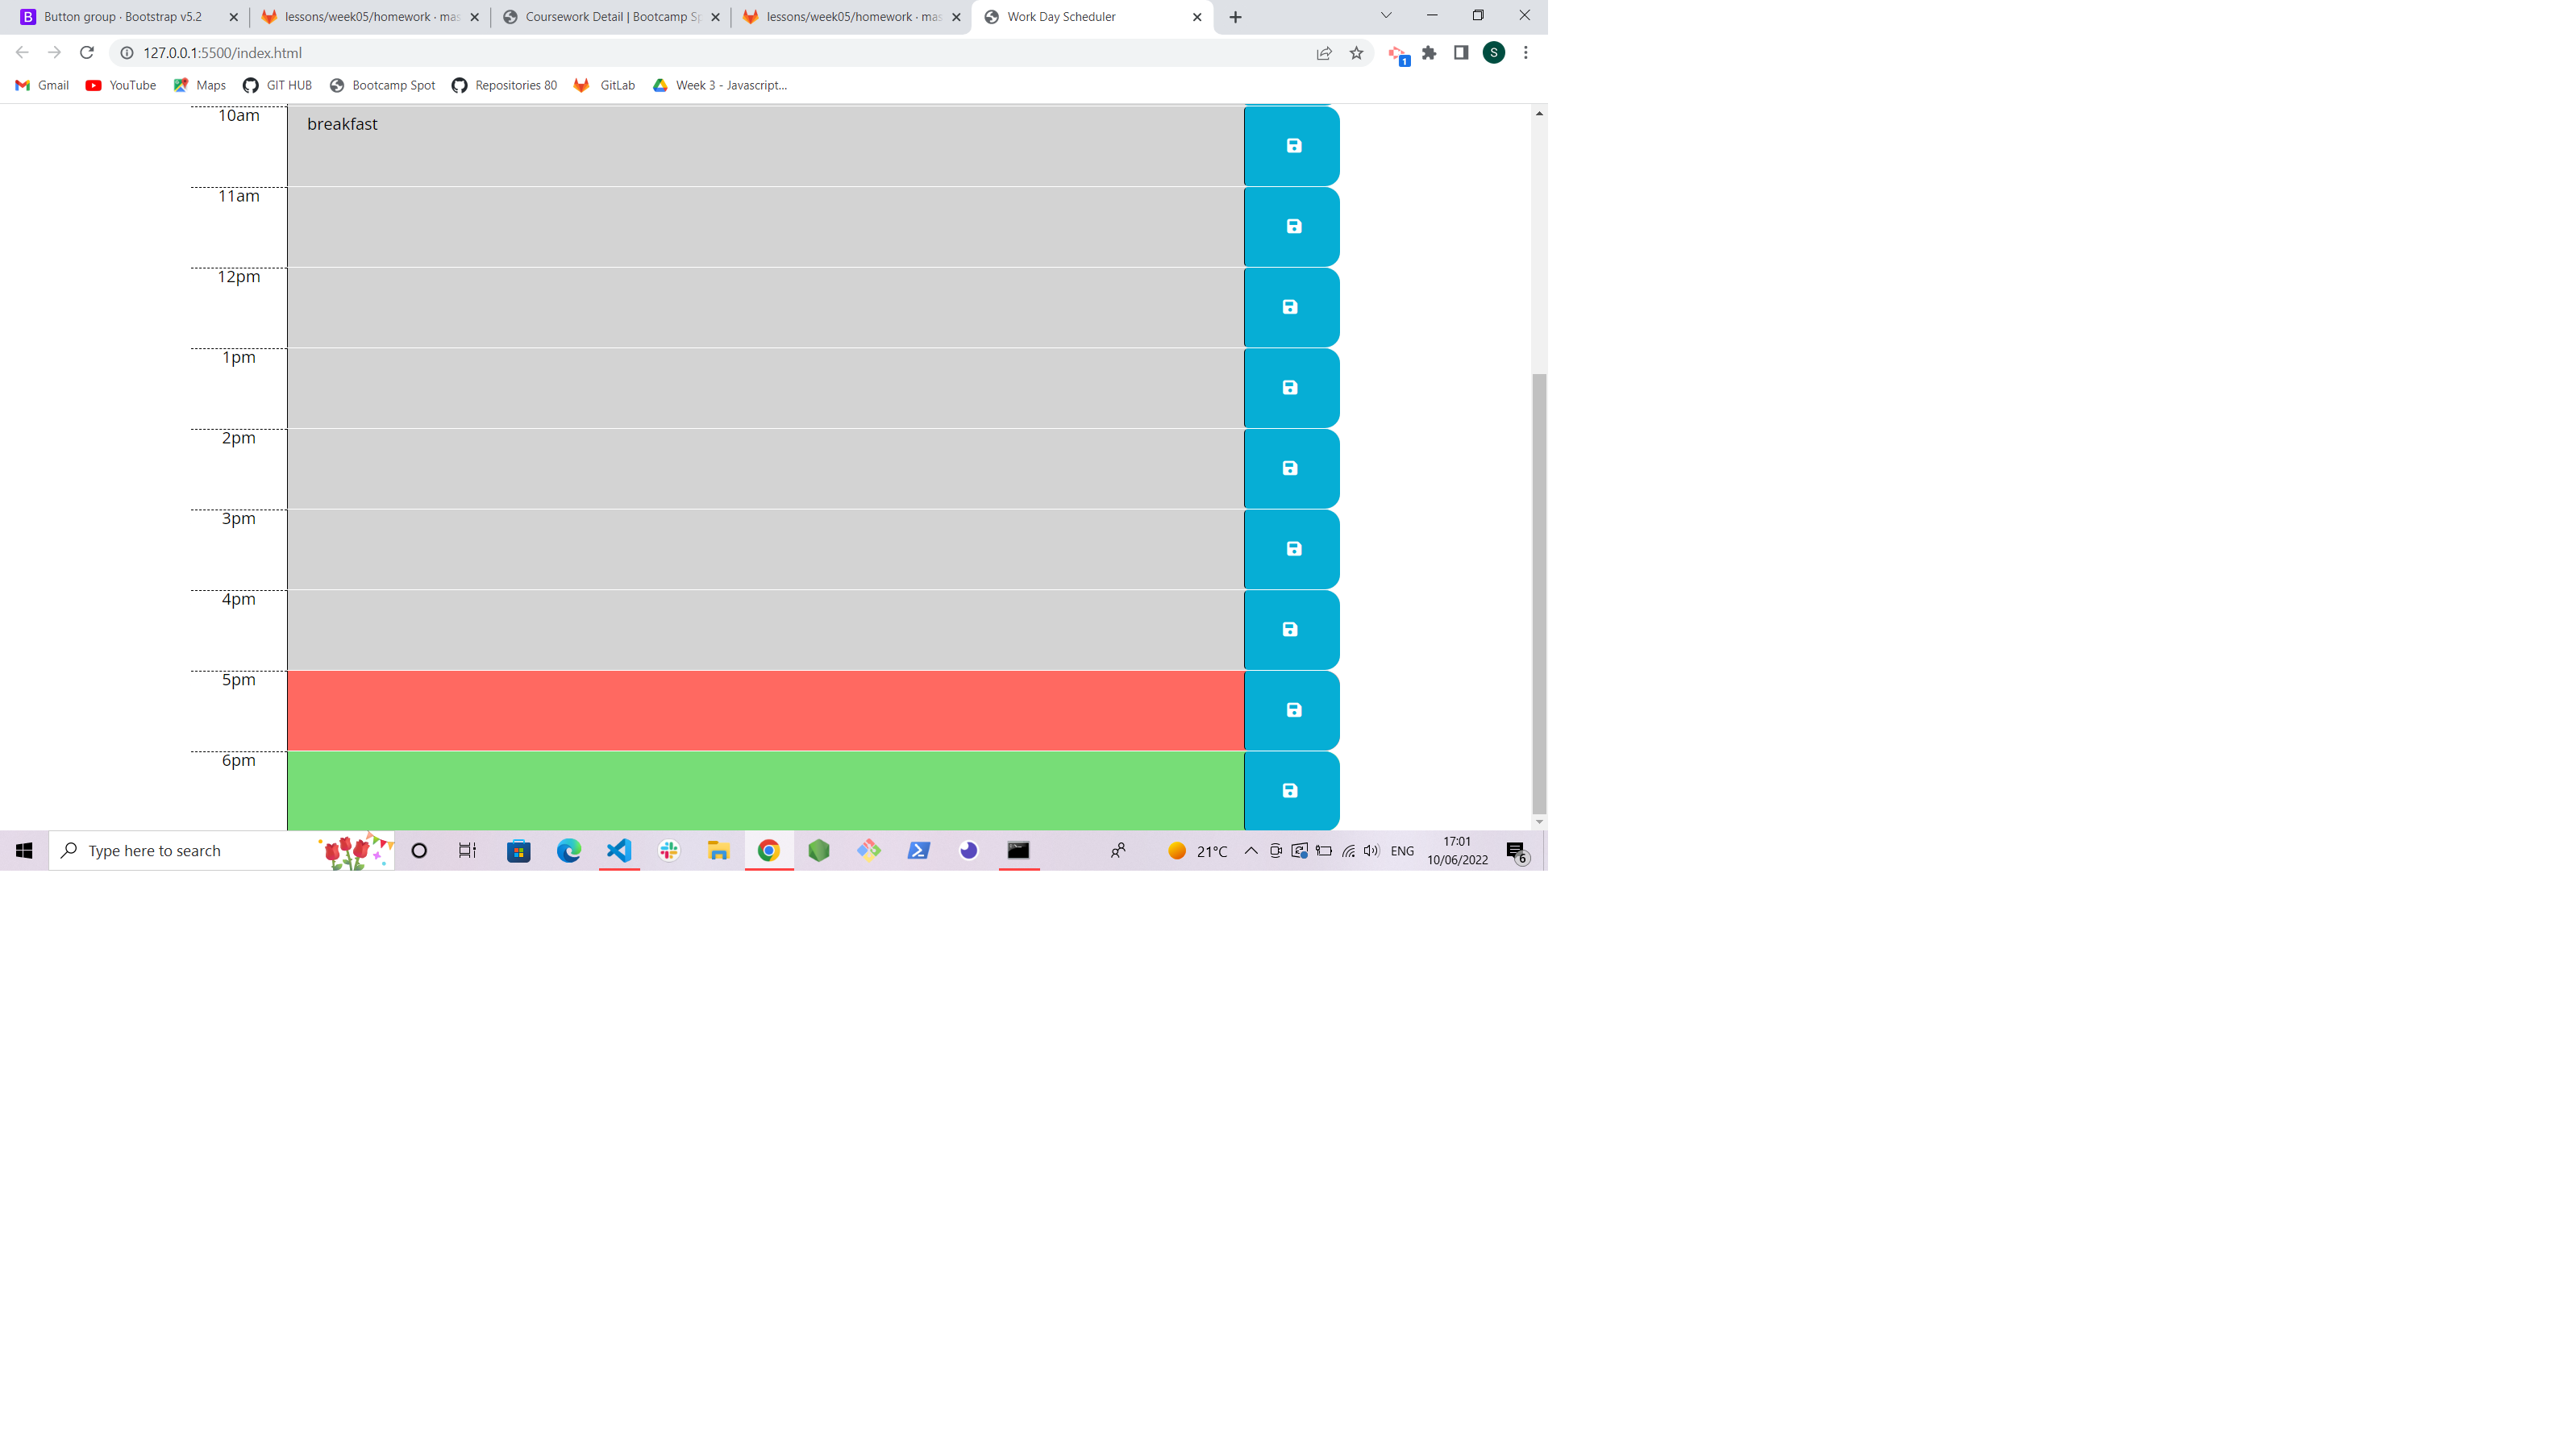 Button group · Bootstrap v5.2
lessons/week05/homework · mas
Coursework Detail | Bootcamp Sp
lessons/week05/homework · mas
Work Day Scheduler
127.0.0.1:5500/index.html
1
S
Gmail
YouTube
Maps
GIT HUB
Bootcamp Spot
Repositories 80
GitLab
Week 3 - Javascript...
10am
breakfast
11am
12pm
1pm
2pm
3pm
4pm
5pm
6pm
Type here to search
21°C
ENG
17:01
10/06/2022
6